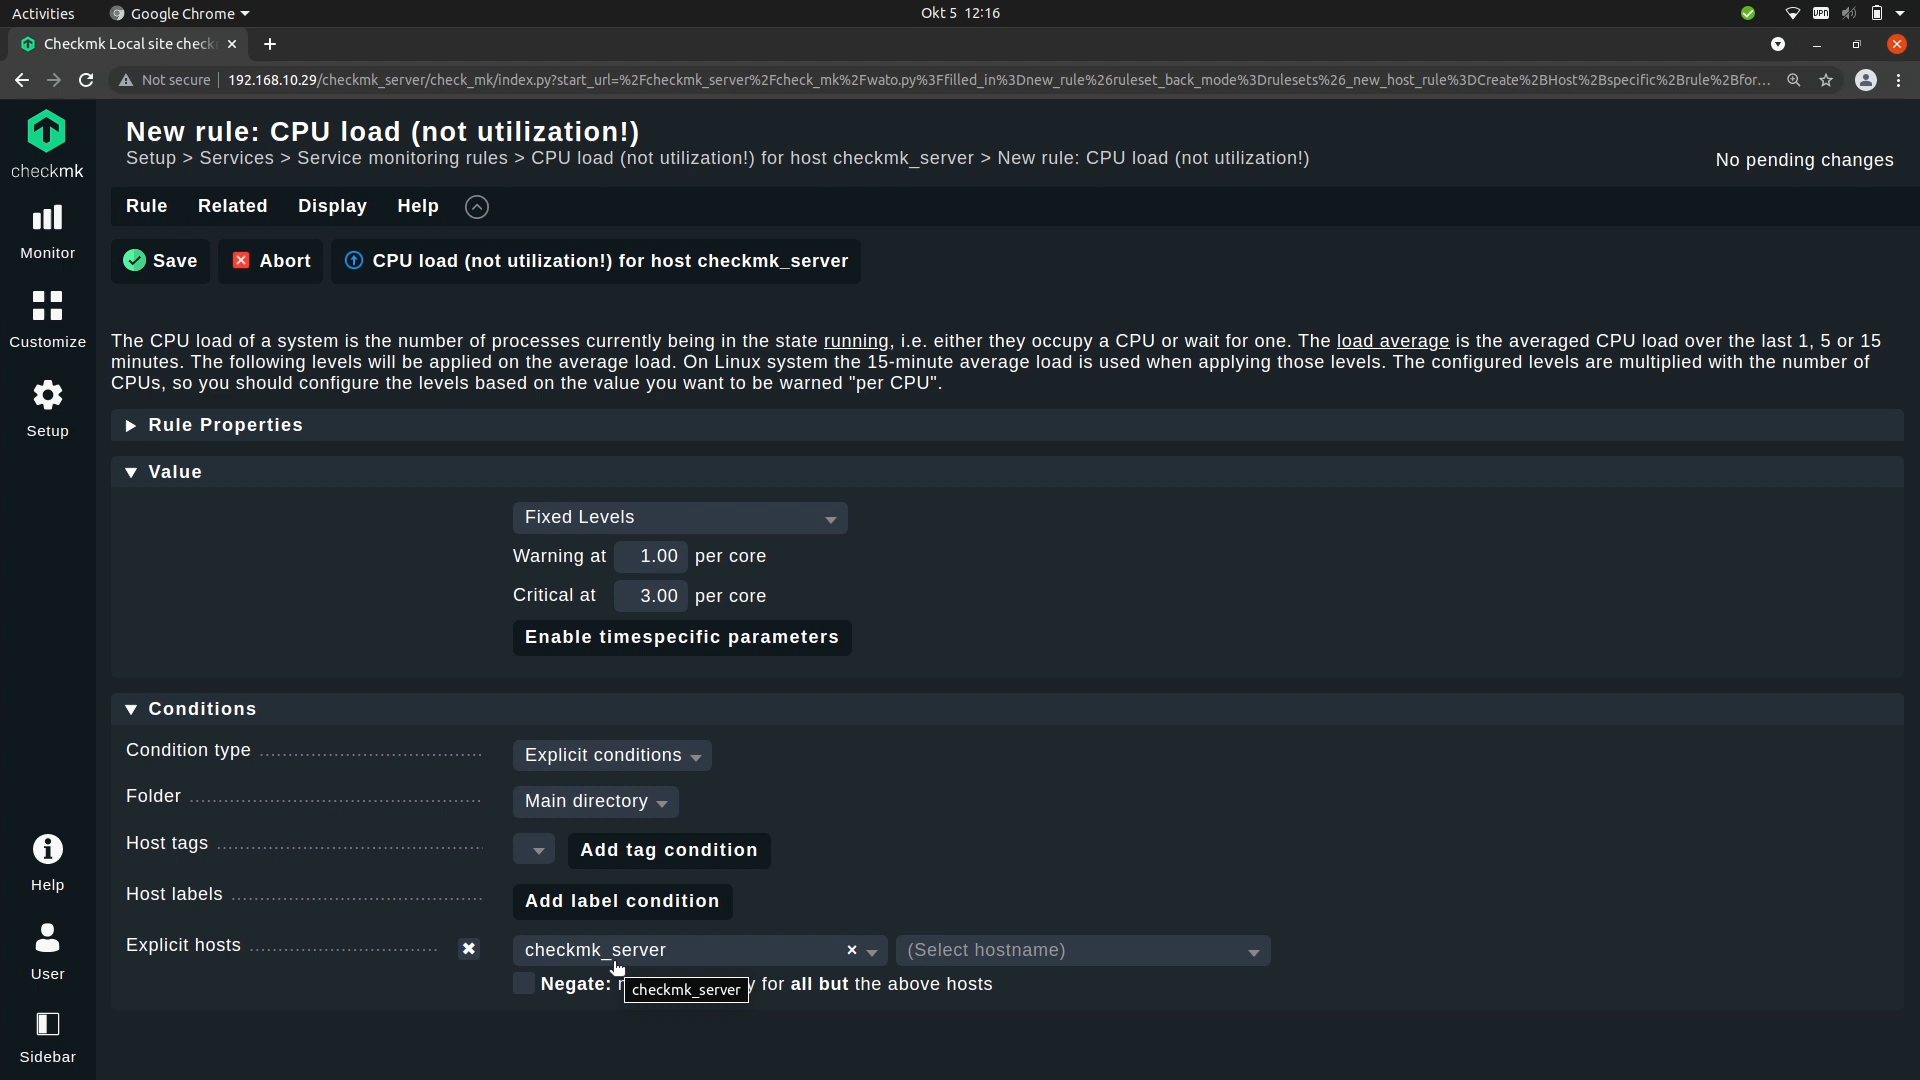 Activities
Google Chrome
Okt 5 12:16
VPN
Checkmk Local site check
Not secure
192.168.10.29/checkmk_server/check_mk/index.py?start_url=%2Fcheckmk_server%2Fcheck_mk%2Fwato.py%3Ffilled_in%3Dnew_rule%26ruleset_back_mode%3Drulesets%26_new_host_rule%3DCreate%2BHost%2Bspecific%2Brule%2Bfor...
checkmk
Monitor
Customize
Setup
Help
User
Sidebar
New rule: CPU load (not utilization!)
Setup > Services > Service monitoring rules > CPU load (not utilization!) for host checkmk_server > New rule: CPU load (not utilization!)
No pending changes
Rule Related Display Help
Save Abort CPU load (not utilization!) for host checkmk_server
The CPU load of a system is the number of processes currently being in the state running, i.e. either they occupy a CPU or wait for one. The load average is the averaged CPU load over the last 1, 5 or 15
minutes. The following levels will be applied on the average load. On Linux system the 15-minute average load is used when applying those levels. The configured levels are multiplied with the number of
CPUs, so you should configure the levels based on the value you want to be warned "per CPU".
Rule Properties
Value
Fixed Levels
Warning at 1.00 per core
Critical at 3.00 per core
Enable timespecific parameters
Conditions
Condition type Explicit conditions
Folder Main directory
Host tags Add tag condition
Host labels Add label condition
Explicit hosts checkmk_server (Select hostname)
Negate: for all but the above hosts
checkmk_server